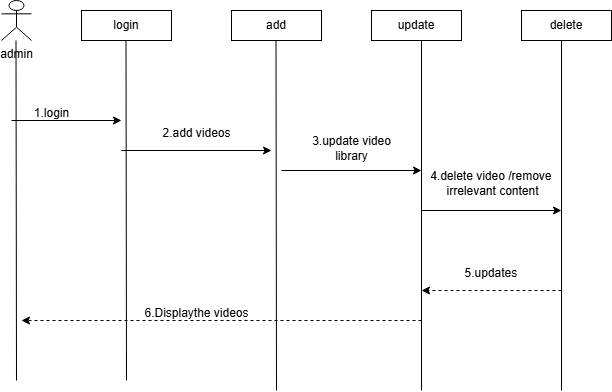 login
add
update
delete
admin
1.login
2.add videos
3.update video
library
4.delete video /remove
irrelevant content
5.updates
6.Displaythe videos